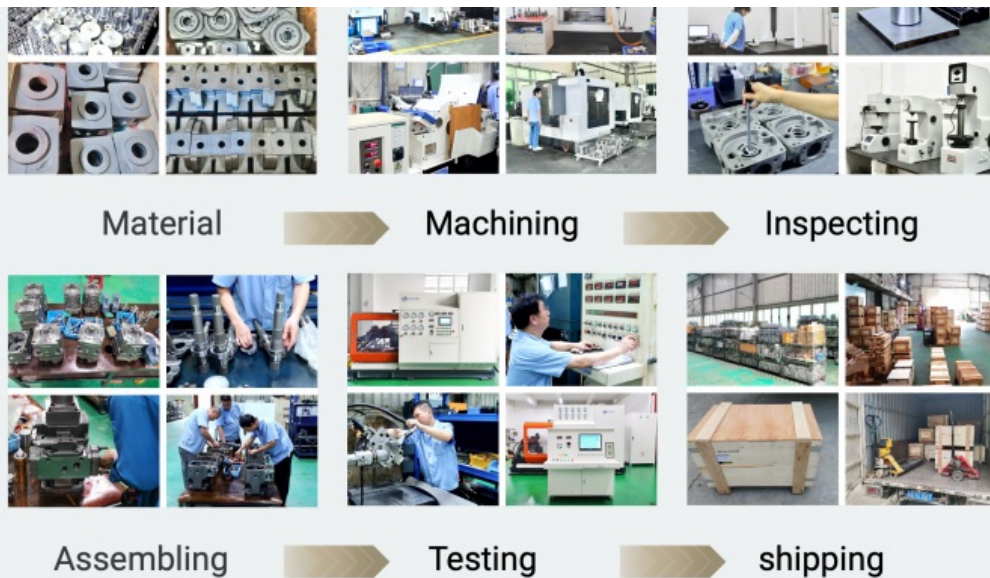 Material
Machining
Inspecting
Assembling
Testing
shipping